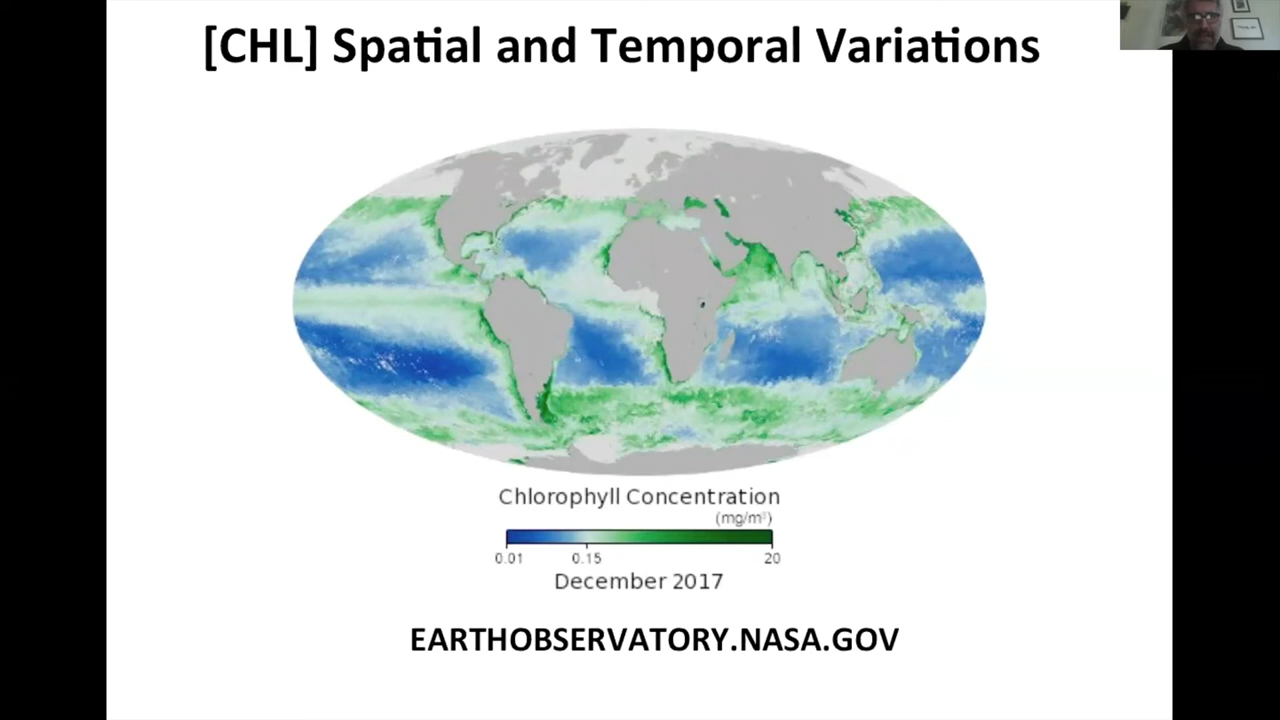 [CHL] Spatial and Temporal Variations
Chlorophyll Concentration
(mg/m³)
0.01 0.15 20
December 2017
EARTHOBSERVATORY.NASA.GOV